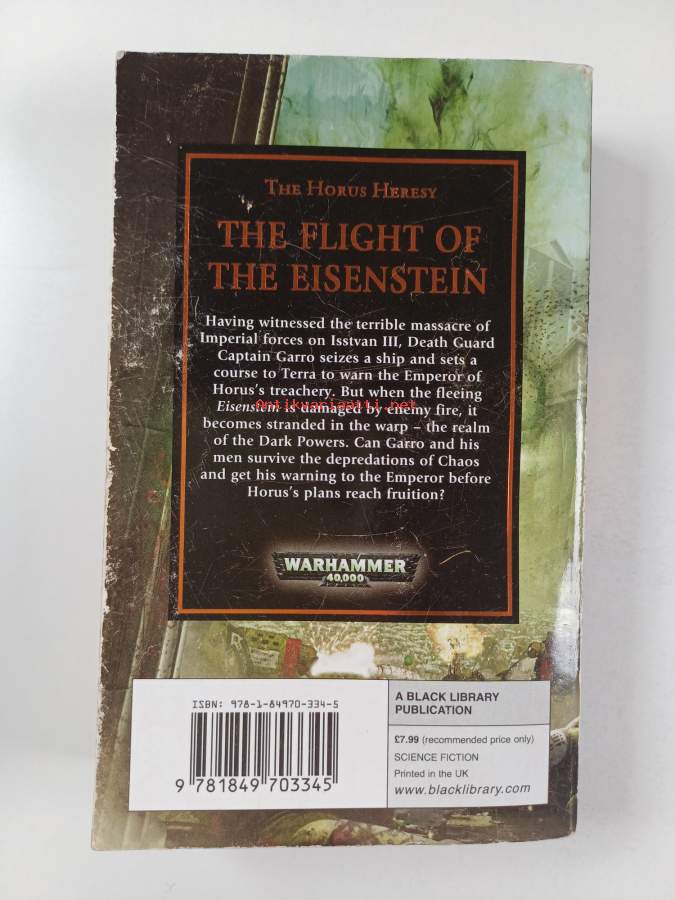 THE HORUS HERESY
THE FLIGHT OF
THE EISENSTEIN
Having witnessed the terrible massacre of
Imperial forces on Isstvan III, Death Guard
Captain Garro seizes a ship and sets a
course to Terra to warn the Emperor of
Horus's treachery. But when the fleeing
Antikvariaatti.net
Eisenstein is damaged by enemy fire, it
becomes stranded in the warp – the realm
of the Dark Powers. Can Garro and his
men survive the depredations of Chaos
and get his warning to the Emperor before
Horus's plans reach fruition?
WARHAMMER
40,000
ISBN: 978-1-84970-334-5
9 781849 703345
A BLACK LIBRARY
PUBLICATION
£7.99 (recommended price only)
SCIENCE FICTION
Printed in the UK
www.blacklibrary.com